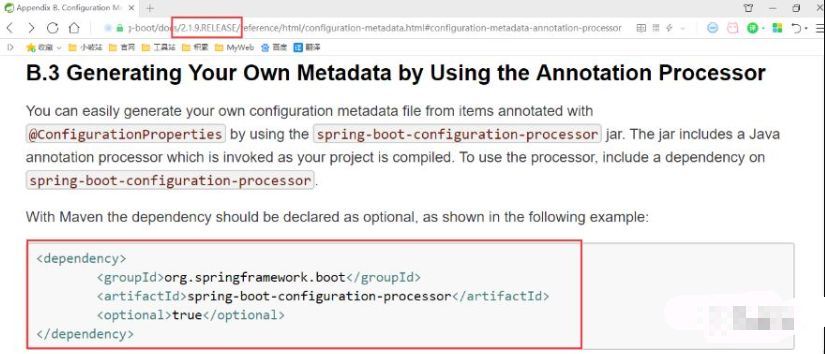 Appendix B. Configuration Me
-boot/docs/2.1.9.RELEASE/reference/html/configuration-metadata.html#configuration-metadata-annotation-processor
收藏 小破站 官网 工具站 积累 MyWeb 百度 翻译
B.3 Generating Your Own Metadata by Using the Annotation Processor
You can easily generate your own configuration metadata file from items annotated with
@ConfigurationProperties by using the spring-boot-configuration-processor jar. The jar includes a Java
annotation processor which is invoked as your project is compiled. To use the processor, include a dependency on
spring-boot-configuration-processor.
With Maven the dependency should be declared as optional, as shown in the following example:
<dependency>
<groupId>org.springframework.boot</groupId>
<artifactId>spring-boot-configuration-processor</artifactId>
<optional>true</optional>
</dependency>